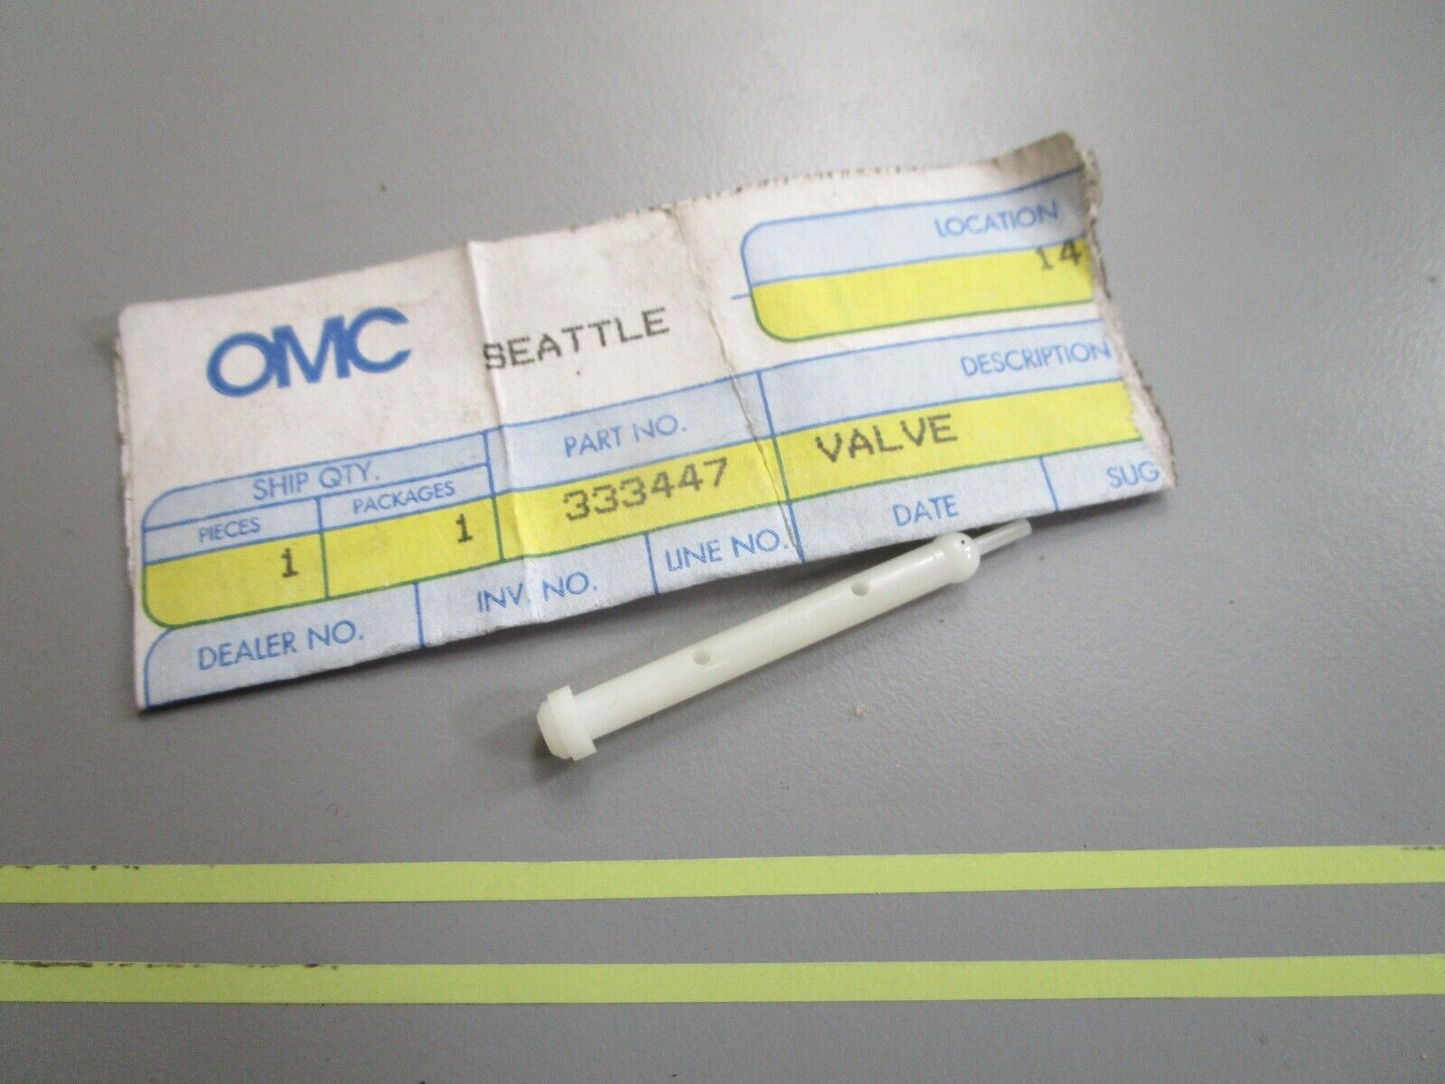 LOCATION
14
OMC SEATTLE
DESCRIPTION
PART NO.
VALVE
SHIP QTY.
PIECES PACKAGES
333447
1 1
SUG
DATE
LINE NO.
INV. NO.
DEALER NO.